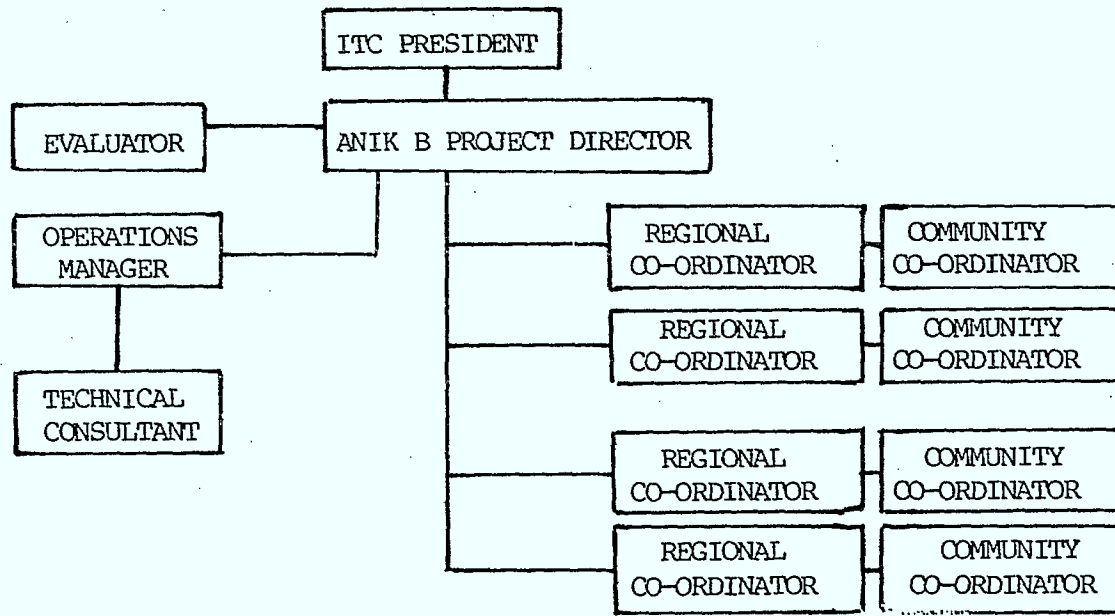 ITC PRESIDENT
EVALUATOR
ANIK B PROJECT DIRECTOR
OPERATIONS
MANAGER
TECHNICAL
CONSULTANT
REGIONAL
CO-ORDINATOR
COMMUNITY
CO-ORDINATOR
REGIONAL
CO-ORDINATOR
COMMUNITY
CO-ORDINATOR
REGIONAL
CO-ORDINATOR
COMMUNITY
CO-ORDINATOR
REGIONAL
CO-ORDINATOR
COMMUNITY
CO-ORDINATOR